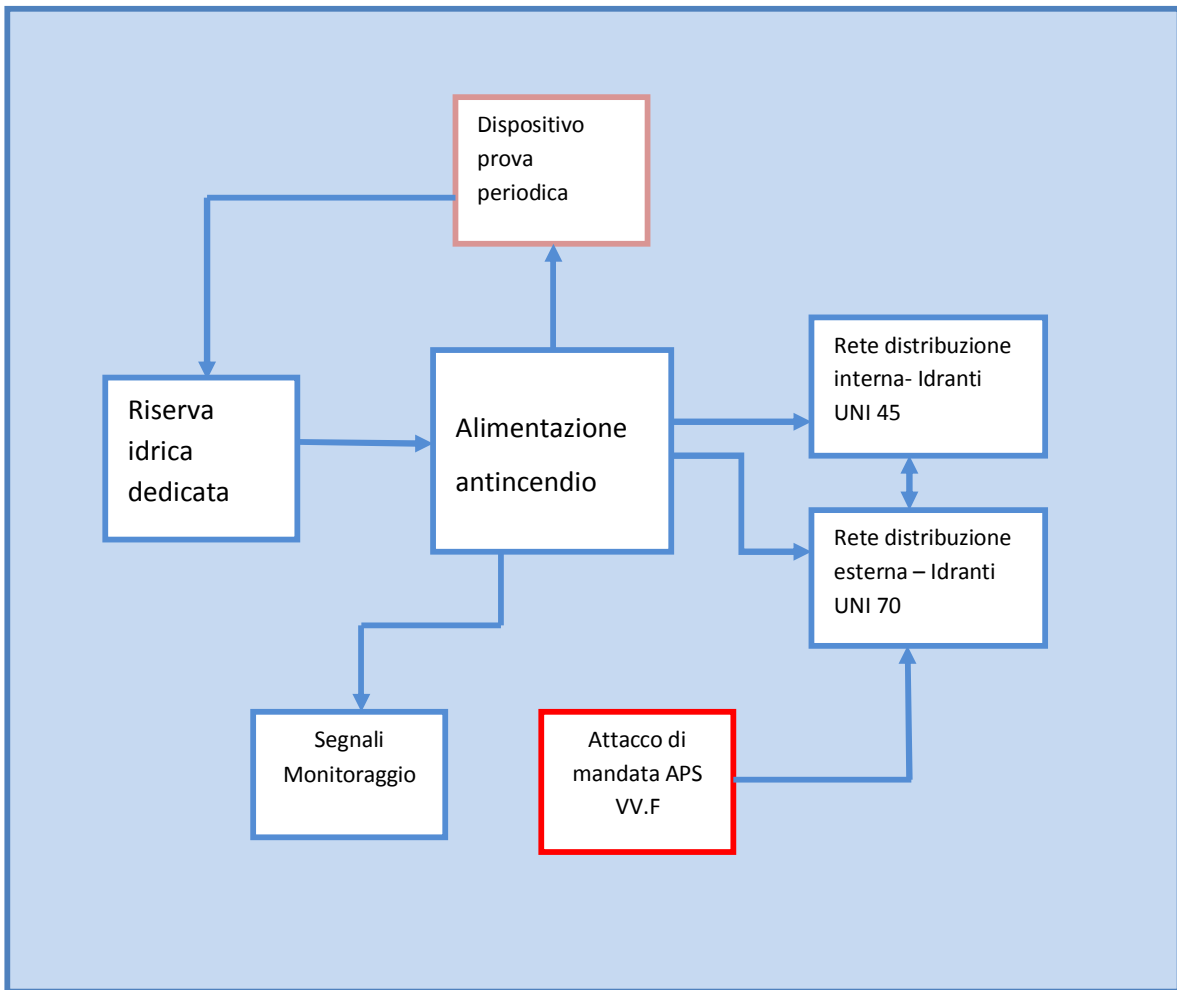 Dispositivo
prova
periodica
Rete distribuzione
interna- Idranti
UNI 45
Riserva
idrica
dedicata
Alimentazione
antincendio
Rete distribuzione
esterna – Idranti
UNI 70
Segnali
Monitoraggio
Attacco di
mandata APS
VV.F